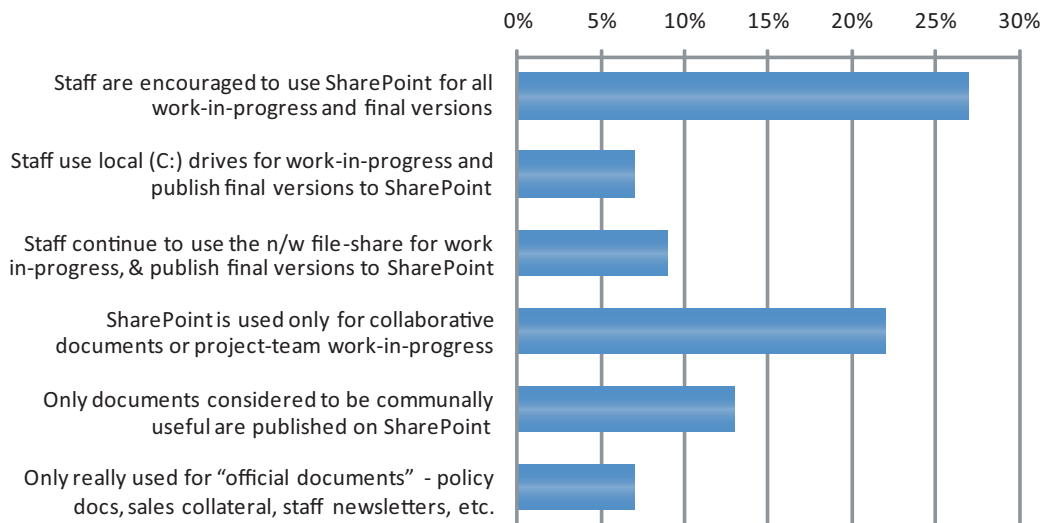 0% 5% 10% 15% 20% 25% 30%
Staff are encouraged to use SharePoint for all
work-in-progress and final versions
Staff use local (C:) drives for work-in-progress and
publish final versions to SharePoint
Staff continue to use the n/w file-share for work
in-progress, & publish final versions to SharePoint
SharePoint is used only for collaborative
documents or project-team work-in-progress
Only documents considered to be communally
useful are published on SharePoint
Only really used for “official documents” - policy
docs, sales collateral, staff newsletters, etc.